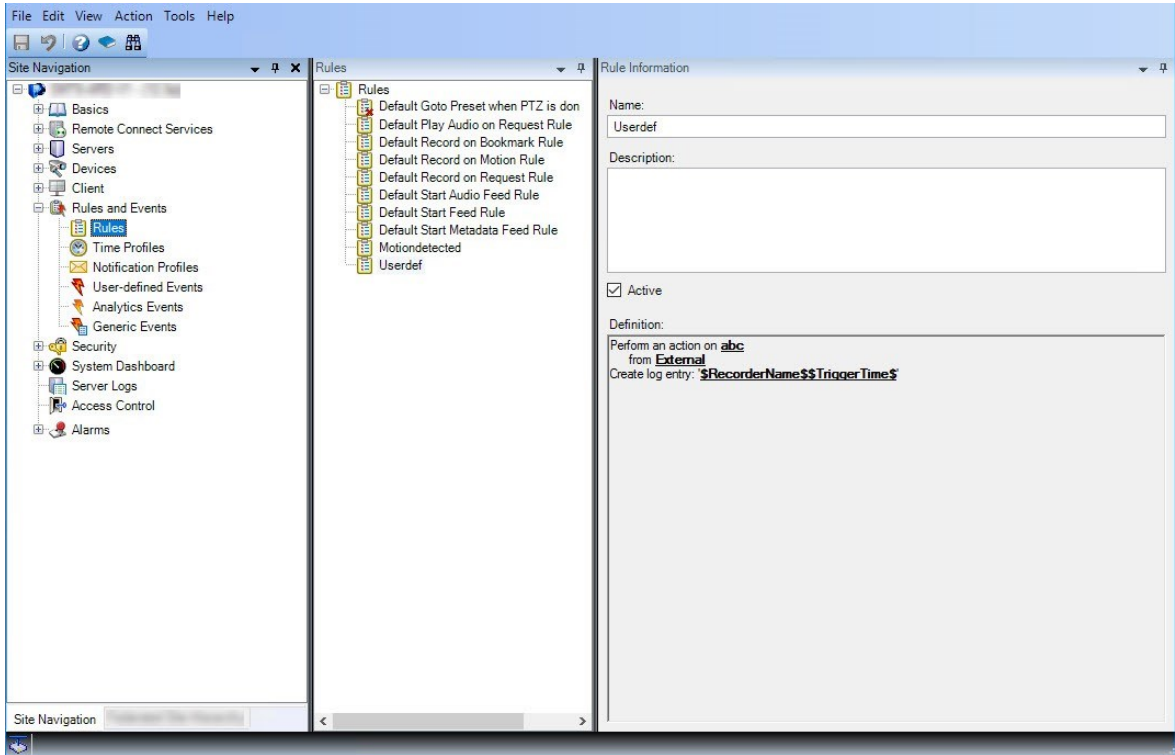 File Edit View Action Tools Help
Site Navigation
Basics
Remote Connect Services
Servers
Devices
Client
Rules and Events
Rules
Time Profiles
Notification Profiles
User-defined Events
Analytics Events
Generic Events
Security
System Dashboard
Server Logs
Access Control
Alarms
Site Navigation
Rules
Rules
Default Goto Preset when PTZ is don
Default Play Audio on Request Rule
Default Record on Bookmark Rule
Default Record on Motion Rule
Default Record on Request Rule
Default Start Audio Feed Rule
Default Start Feed Rule
Default Start Metadata Feed Rule
Motiondetected
Userdef
Rule Information
Name:
Userdef
Description:
Active
Definition:
Perform an action on abc
from External
Create log entry: '$RecorderName$$TriggerTime$'